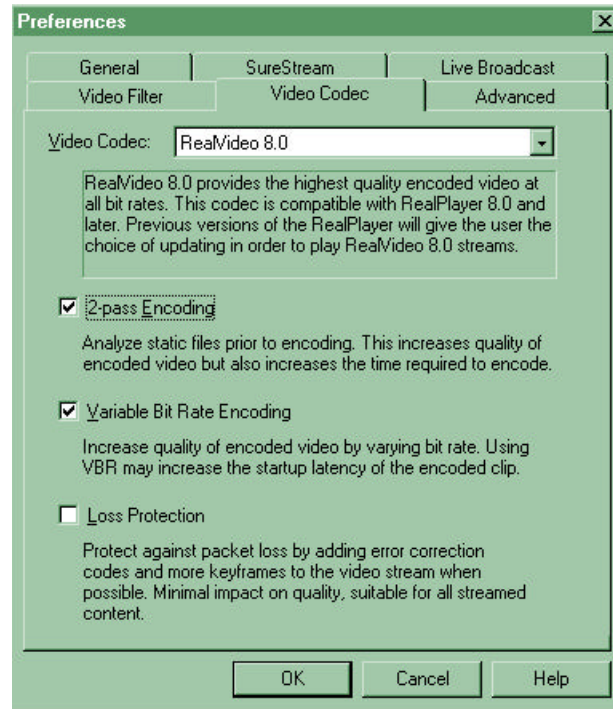 Preferences
General SureStream Live Broadcast
Video Filter Video Codec Advanced
Video Codec: RealVideo 8.0
RealVideo 8.0 provides the highest quality encoded video at
all bit rates. This codec is compatible with RealPlayer 8.0 and
later. Previous versions of the RealPlayer will give the user the
choice of updating in order to play RealVideo 8.0 streams.
2-pass Encoding
Analyze static files prior to encoding. This increases quality of
encoded video but also increases the time required to encode.
Variable Bit Rate Encoding
Increase quality of encoded video by varying bit rate. Using
VBR may increase the startup latency of the encoded clip.
Loss Protection
Protect against packet loss by adding error correction
codes and more keyframes to the video stream when
possible. Minimal impact on quality, suitable for all streamed
content.
OK Cancel Help